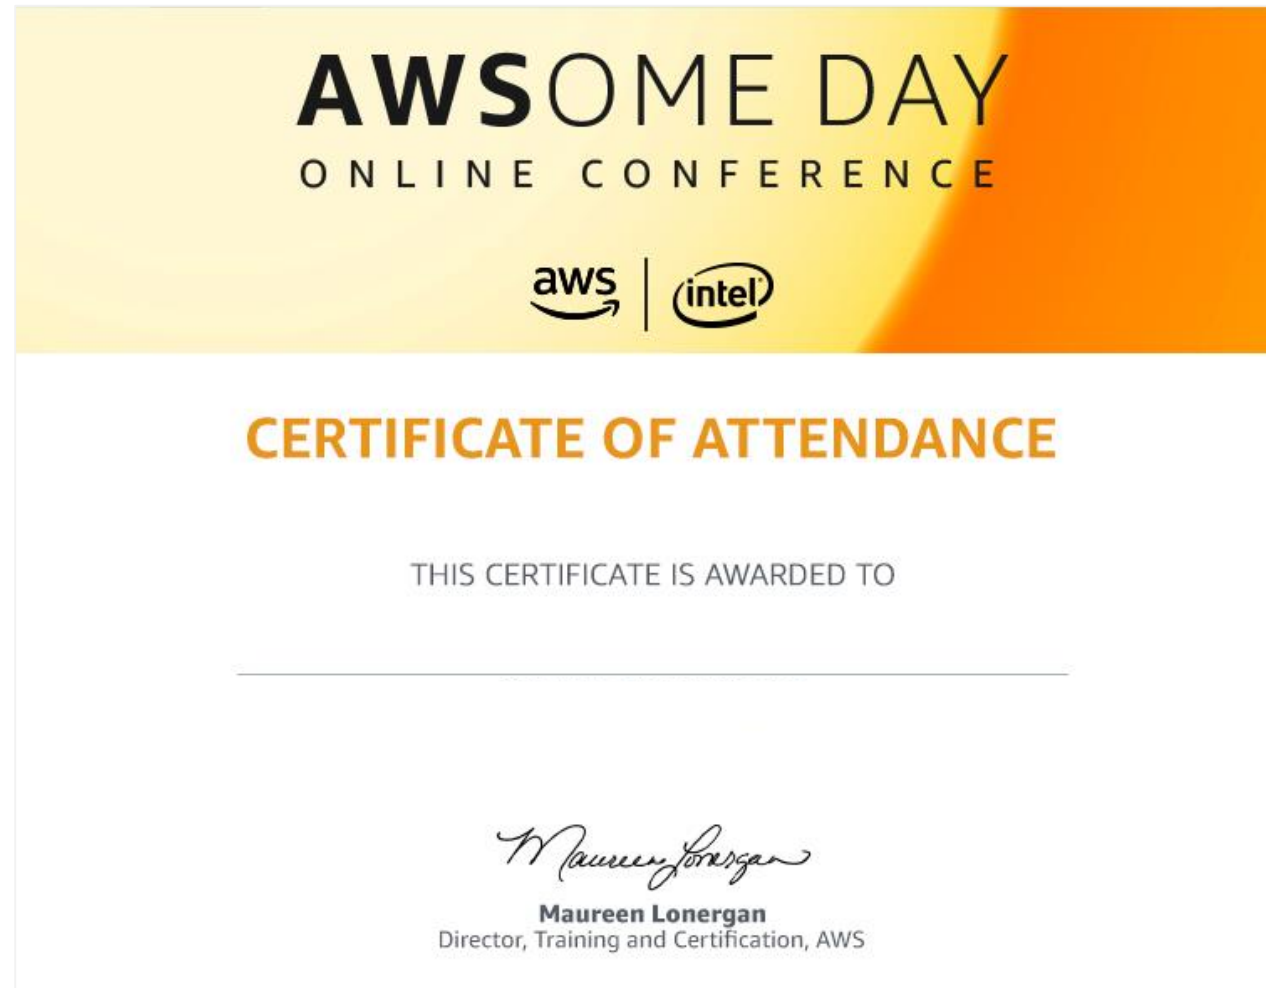 AWSOME DAY
ONLINE CONFERENCE
aws | intel
CERTIFICATE OF ATTENDANCE
THIS CERTIFICATE IS AWARDED TO
Maureen Lonergan
Maureen Lonergan
Director, Training and Certification, AWS